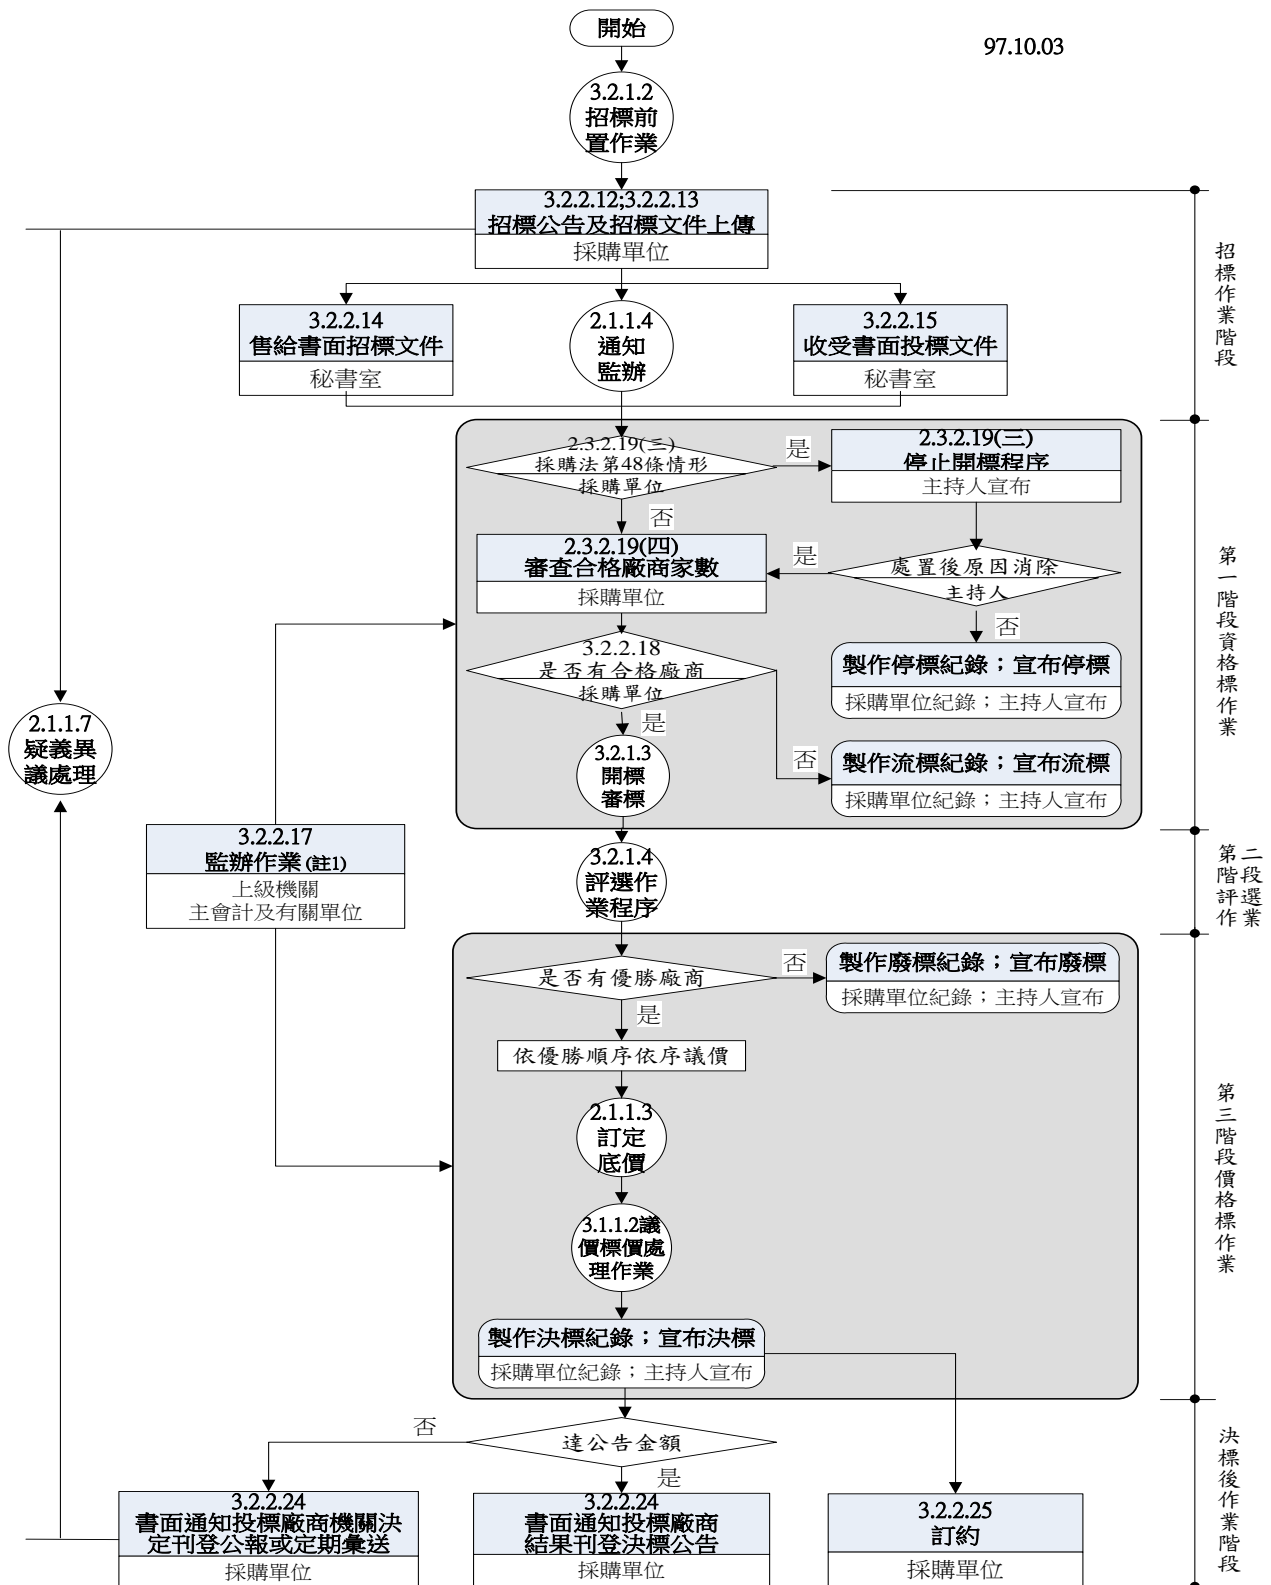 開始
97.10.03
3.2.1.2
招標前
置作業
3.2.2.12;3.2.2.13
招標公告及招標文件上傳
採購單位
招標作業階段
3.2.2.14
售給書面招標文件
秘書室
2.1.1.4
通知
監辦
3.2.2.15
收受書面投標文件
秘書室
2.3.2.19(三)
採購法第48條情形
採購單位
是
2.3.2.19(三)
停止開標程序
主持人宣布
否
2.3.2.19(四)
審查合格廠商家數
採購單位
是
處置後原因消除
主持人
否
第一階段資格標作業
3.2.2.18
是否有合格廠商
採購單位
製作停標紀錄；宣布停標
採購單位紀錄；主持人宣布
是
2.1.1.7
疑義異
議處理
3.2.1.3
開標
審標
否
製作流標紀錄；宣布流標
採購單位紀錄；主持人宣布
3.2.2.17
監辦作業(註1)
上級機關
主會計及有關單位
3.2.1.4
評選作
業程序
第二
階段
評選
作業
是否有優勝廠商
否
製作廢標紀錄；宣布廢標
採購單位紀錄；主持人宣布
是
依優勝順序依序議價
2.1.1.3
訂定
底價
第三階段價格標作業
3.1.1.2議
價標價處
理作業
製作決標紀錄；宣布決標
採購單位紀錄；主持人宣布
否
達公告金額
是
決標後作業階段
3.2.2.24
書面通知投標廠商機關決
定刊登公報或定期彙送
採購單位
3.2.2.24
書面通知投標廠商
結果刊登決標公告
採購單位
3.2.2.25
訂約
採購單位